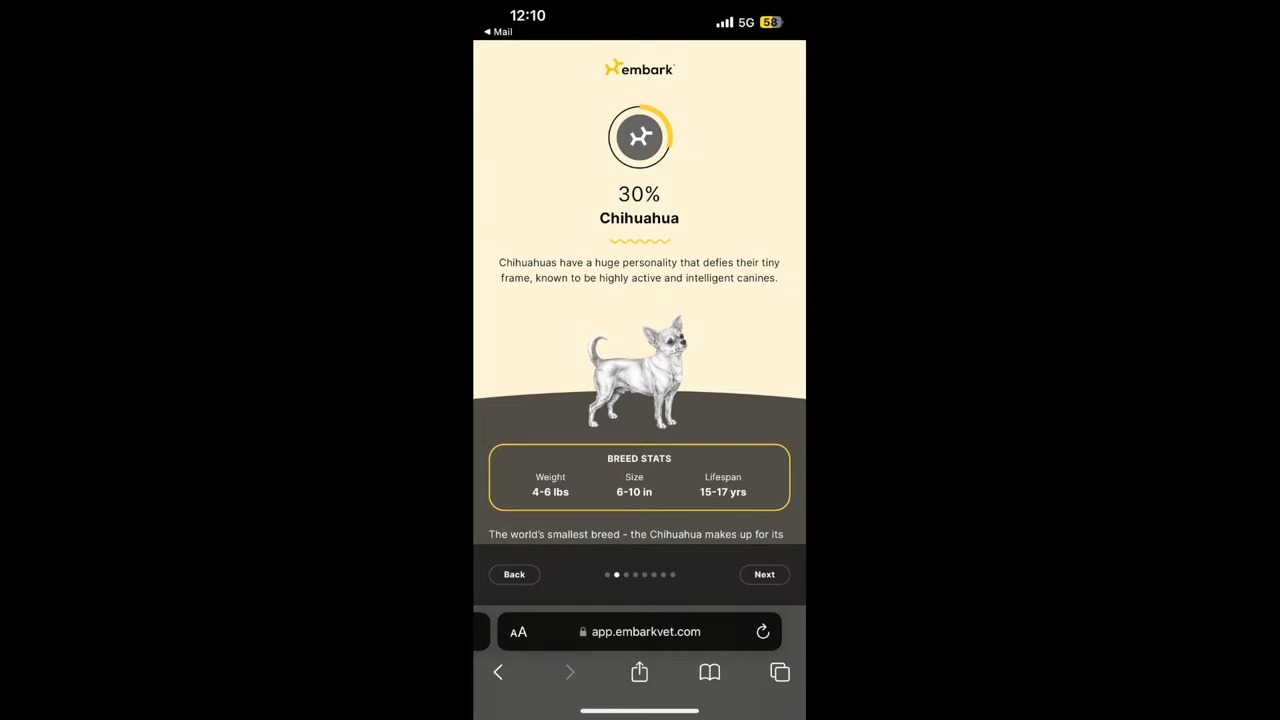 12:10
5G
58
◄ Mail
embark
30%
Chihuahua
Chihuahuas have a huge personality that defies their tiny
frame, known to be highly active and intelligent canines.
BREED STATS
Weight Size Lifespan
4-6 lbs 6-10 in 15-17 yrs
The world's smallest breed - the Chihuahua makes up for its
Back
Next
AA app.embarkvet.com